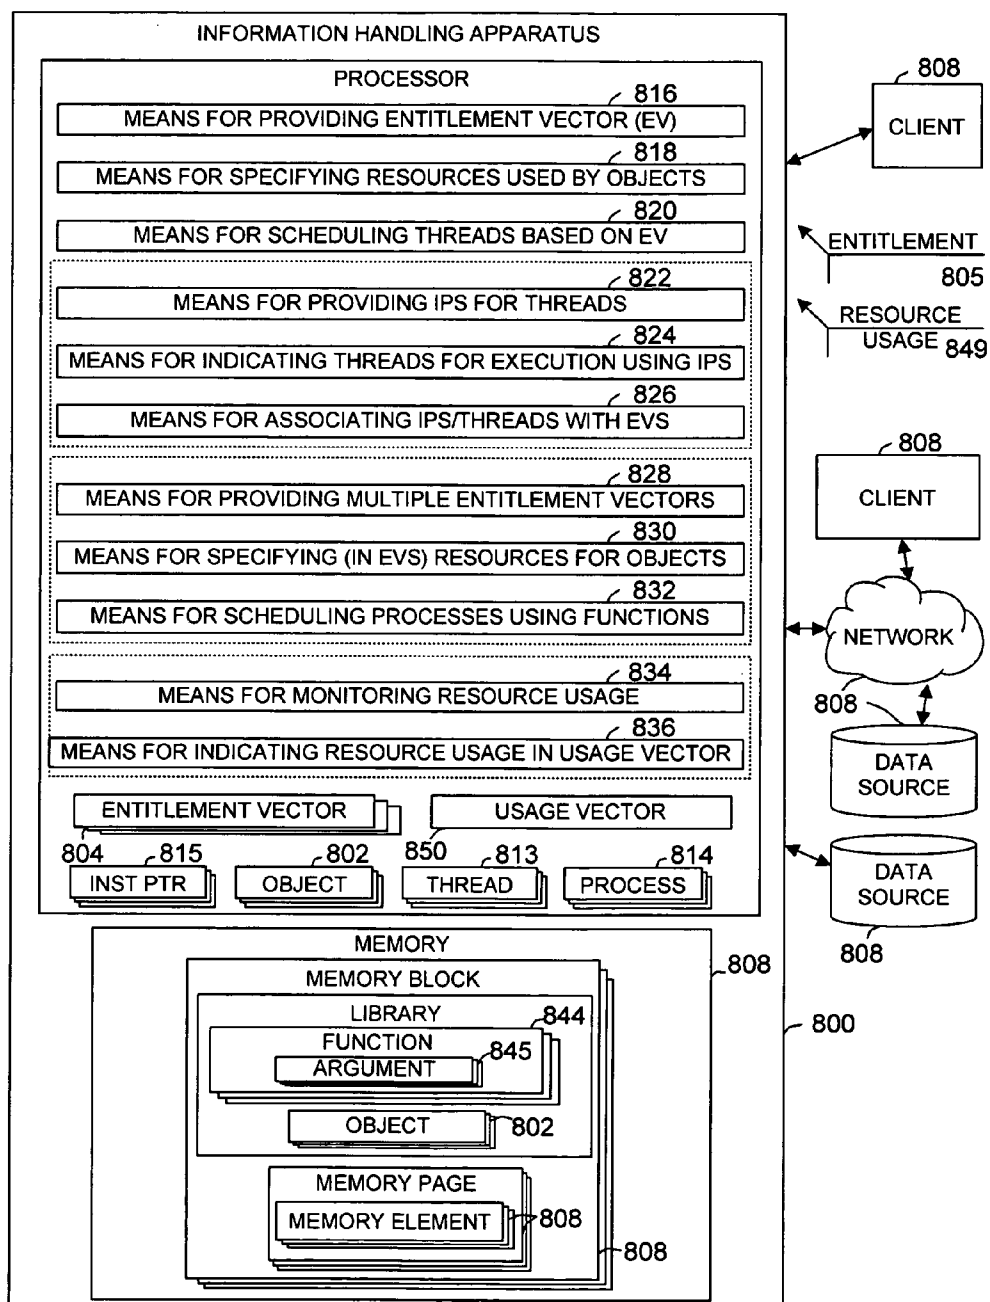 INFORMATION HANDLING APPARATUS
PROCESSOR
816
MEANS FOR PROVIDING ENTITLEMENT VECTOR (EV)
818
MEANS FOR SPECIFYING RESOURCES USED BY OBJECTS
820
MEANS FOR SCHEDULING THREADS BASED ON EV
822
MEANS FOR PROVIDING IPS FOR THREADS
824
MEANS FOR INDICATING THREADS FOR EXECUTION USING IPS
826
MEANS FOR ASSOCIATING IPS/THREADS WITH EVS
828
MEANS FOR PROVIDING MULTIPLE ENTITLEMENT VECTORS
830
MEANS FOR SPECIFYING (IN EVS) RESOURCES FOR OBJECTS
832
MEANS FOR SCHEDULING PROCESSES USING FUNCTIONS
834
MEANS FOR MONITORING RESOURCE USAGE
836
MEANS FOR INDICATING RESOURCE USAGE IN USAGE VECTOR
ENTITLEMENT VECTOR
USAGE VECTOR
804
815
802
850
813
814
INST PTR
OBJECT
THREAD
PROCESS
MEMORY
808
MEMORY BLOCK
LIBRARY
844
FUNCTION
845
ARGUMENT
OBJECT
802
MEMORY PAGE
MEMORY ELEMENT
808
808
808
CLIENT
ENTITLEMENT
805
RESOURCE
USAGE 849
808
CLIENT
NETWORK
808
808
DATA
SOURCE
DATA
SOURCE
808
800